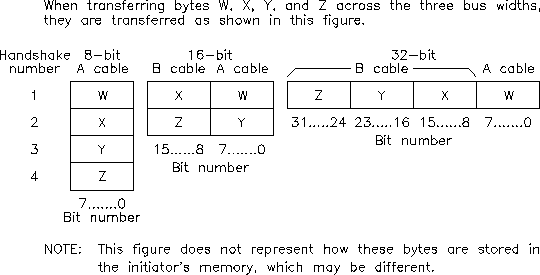 When transferring bytes W, X, Y, and Z across the three bus widths,
they are transferred as shown in this figure.
Handshake 8-bit 16-bit 32-bit
number A cable B cable A cable B cable A cable
1 W X W Z Y X W
2 X Z Y 31.....24 23.....16 15......8 7.......0
3 Y 15......8 7.......0 Bit number
4 Z Bit number
7.......0
Bit number
NOTE: This figure does not represent how these bytes are stored in
the initiator's memory, which may be different.